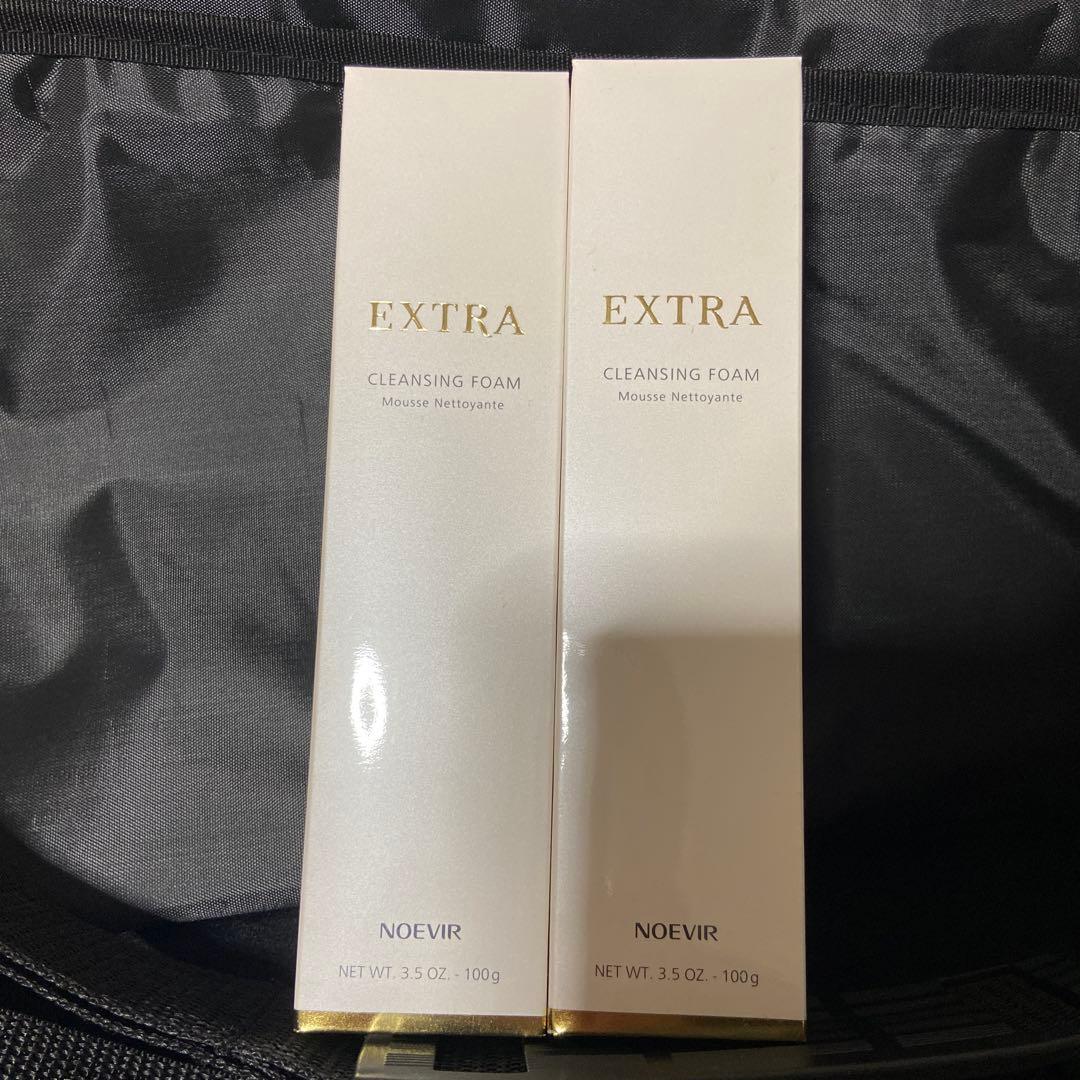 EXTRA
CLEANSING FOAM
Mousse Nettoyante
NOEVIR
NET WT. 3.5 OZ. - 100g
EXTRA
CLEANSING FOAM
Mousse Nettoyante
NOEVIR
NET WT. 3.5 OZ. - 100g